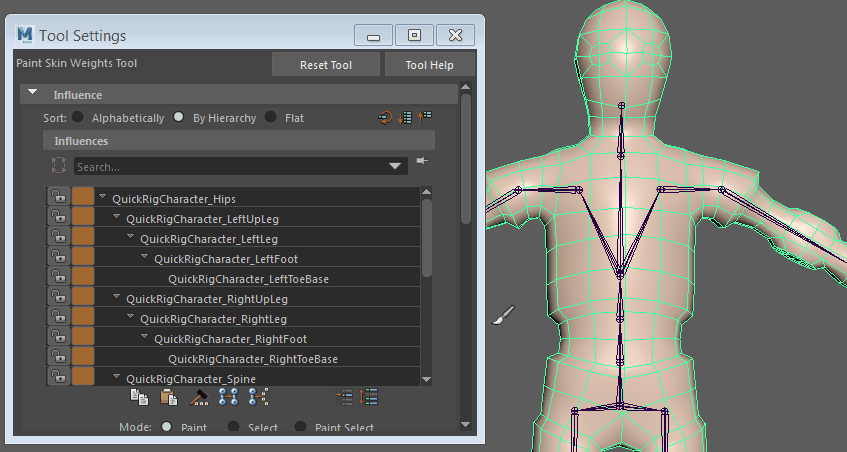 M
Tool Settings
Paint Skin Weights Tool
Reset Tool
Tool Help
Influence
Sort: Alphabetically By Hierarchy Flat
Influences
Search...
QuickRigCharacter_Hips
QuickRigCharacter_LeftUpLeg
QuickRigCharacter_LeftLeg
QuickRigCharacter_LeftFoot
QuickRigCharacter_LeftToeBase
QuickRigCharacter_RightUpLeg
QuickRigCharacter_RightLeg
QuickRigCharacter_RightFoot
QuickRigCharacter_RightToeBase
QuickRigCharacter_Spine
Mode: Paint Select Paint Select